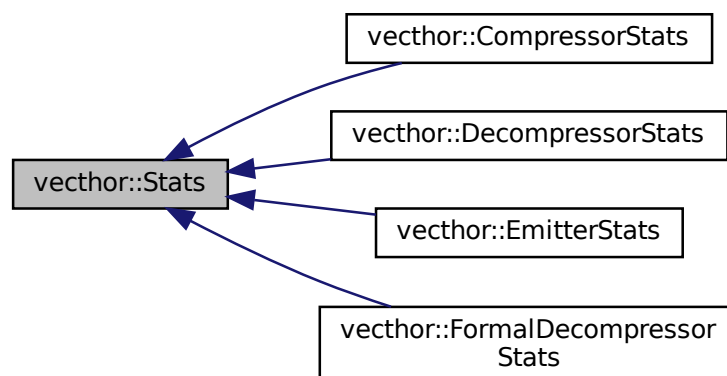 vecthor::CompressorStats
vecthor::DecompressorStats
vecthor::Stats
vecthor::EmitterStats
vecthor::FormalDecompressor
Stats